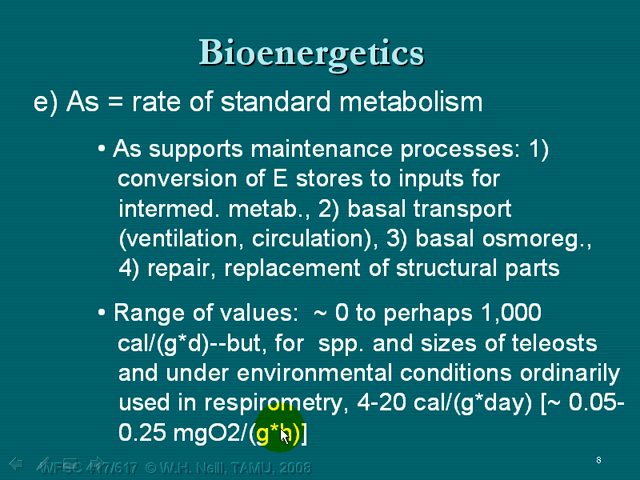 Bioenergetics
e) As = rate of standard metabolism
• As supports maintenance processes: 1)
conversion of E stores to inputs for
intermed. metab., 2) basal transport
(ventilation, circulation), 3) basal osmoreg.,
4) repair, replacement of structural parts
• Range of values:  ~ 0 to perhaps 1,000
cal/(g*d)--but, for  spp. and sizes of teleosts
and under environmental conditions ordinarily
used in respirometry, 4-20 cal/(g*day) [~ 0.05-
0.25 mgO2/(g*h)]
WFSC 417/617 © W.H. Neill, TAMU, 2008
8